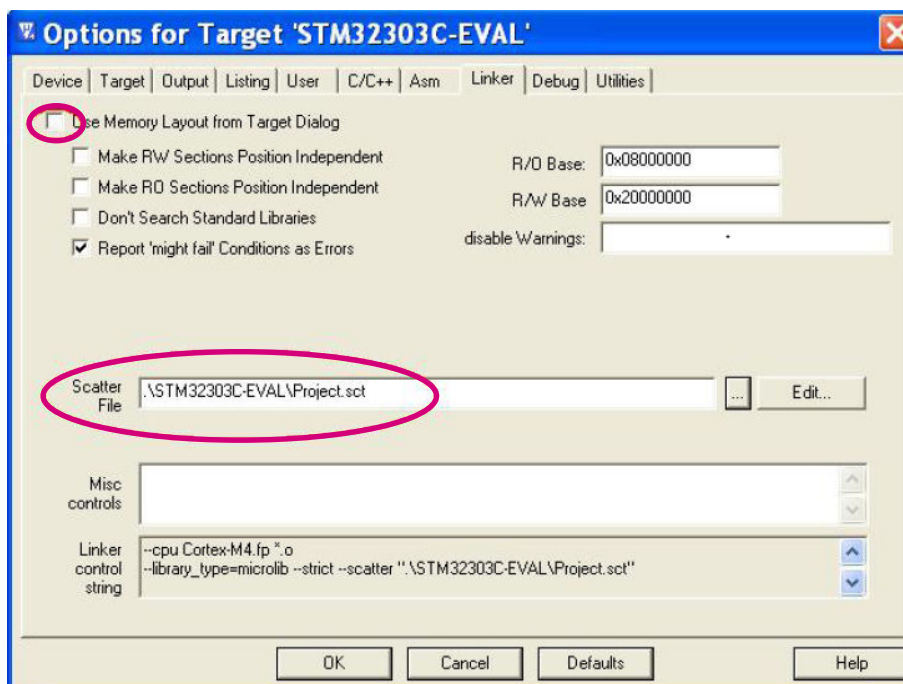 Options for Target 'STM32303C-EVAL'
Device Target Output Listing User C/C++ Asm Linker Debug Utilities
Use Memory Layout from Target Dialog
Make RW Sections Position Independent
Make RO Sections Position Independent
Don't Search Standard Libraries
Report 'might fail' Conditions as Errors
R/O Base: 0x08000000
R/W Base 0x20000000
disable Warnings:
Scatter
File
.\STM32303C-EVAL\Project.sct
...
Edit...
Misc
controls
Linker
control
string
--cpu Cortex-M4.fp *.o
--library_type=microlib --strict --scatter ".\STM32303C-EVAL\Project.sct"
OK Cancel Defaults Help